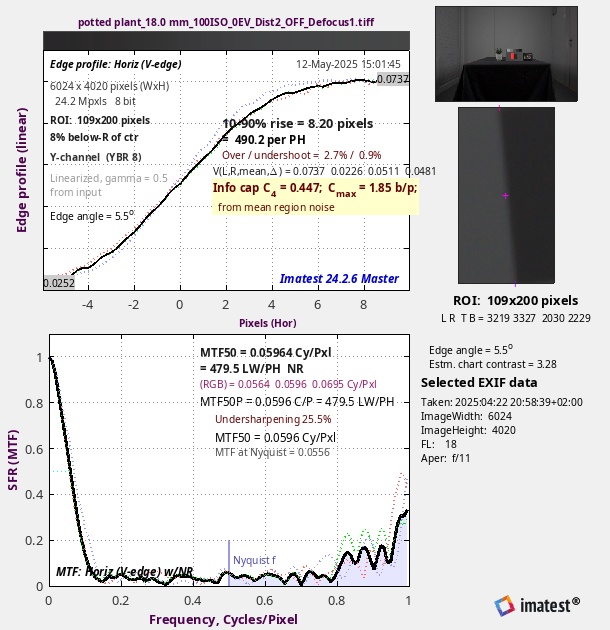 potted plant_18.0 mm_100ISO_0EV_Dist2_OFF_Defocus1.tiff
Edge profile: Horiz (V-edge)
12-May-2025 15:01:45
6024 x 4020 pixels (WxH)
24.2 Mpxls   8 bit
ROI:  109x200 pixels
8% below-R of ctr
Y-channel  (YBR 8)
Linearized, gamma = 0.5
from input
Edge angle = 5.5°
0.0737
10-90% rise = 8.20 pixels
=  490.2 per PH
Over / undershoot =  2.7% /  0.9%
V(L,R,mean,Δ) = 0.0737  0.0226  0.0511  0.0481
Info cap C4 = 0.447;  Cmax = 1.85 b/p;
from mean region noise
Imatest 24.2.6 Master
0.0252
Edge profile (linear)
-4 -2 0 2 4 6 8
Pixels (Hor)
ROI:  109x200 pixels
L R  T B = 3219 3327  2030 2229
Edge angle = 5.5°
Estm. chart contrast = 3.28
Selected EXIF data
Taken: 2025:04:22 20:58:39+02:00
ImageWidth:  6024
ImageHeight:  4020
FL:   18
Aper:  f/11
MTF50 = 0.05964 Cy/Pxl
= 479.5 LW/PH  NR
(RGB) = 0.0564  0.0596  0.0695 Cy/Pxl
MTF50P = 0.0596 C/P = 479.5 LW/PH
Undersharpening 25.5%
MTF50 = 0.0596 Cy/Pxl
MTF at Nyquist = 0.0556
Nyquist f
MTF: Horiz (V-edge) w/NR
SFR (MTF)
1
0.8
0.6
0.4
0.2
0
0 0.2 0.4 0.6 0.8 1
Frequency, Cycles/Pixel
imatest®